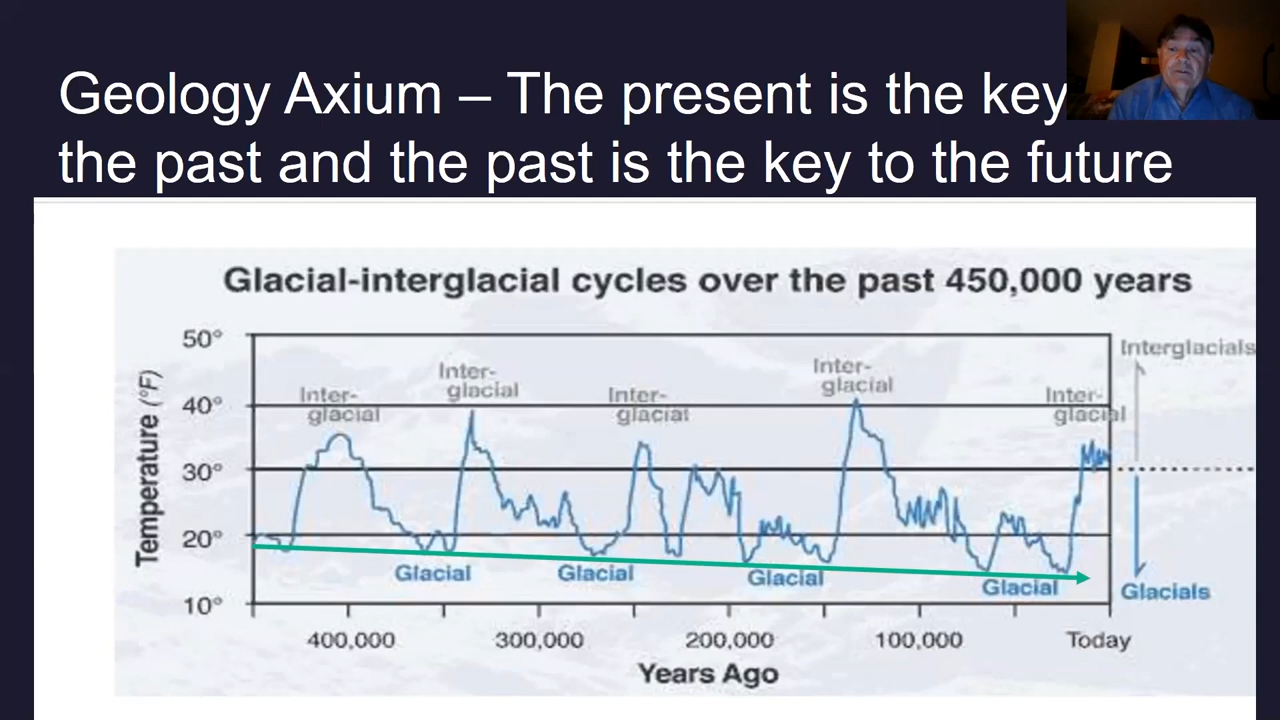 Geology Axium – The present is the key
the past and the past is the key to the future
Glacial-interglacial cycles over the past 450,000 years
50°
40°
30°
20°
10°
Temperature (°F)
Inter-
glacial
Inter-
glacial
Inter-
glacial
Inter-
glacial
Inter-
glacial
Interglacials
Glacial
Glacial
Glacial
Glacial
Glacials
400,000
300,000
200,000
100,000
Today
Years Ago